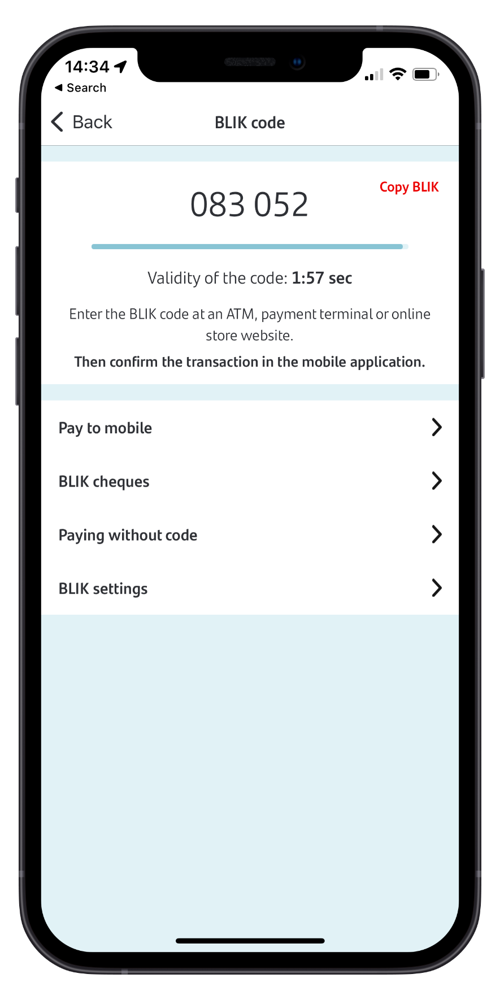 14:34
◀ Search
Back
BLIK code
Copy BLIK
083 052
Validity of the code: 1:57 sec
Enter the BLIK code at an ATM, payment terminal or online
store website.
Then confirm the transaction in the mobile application.
Pay to mobile
BLIK cheques
Paying without code
BLIK settings